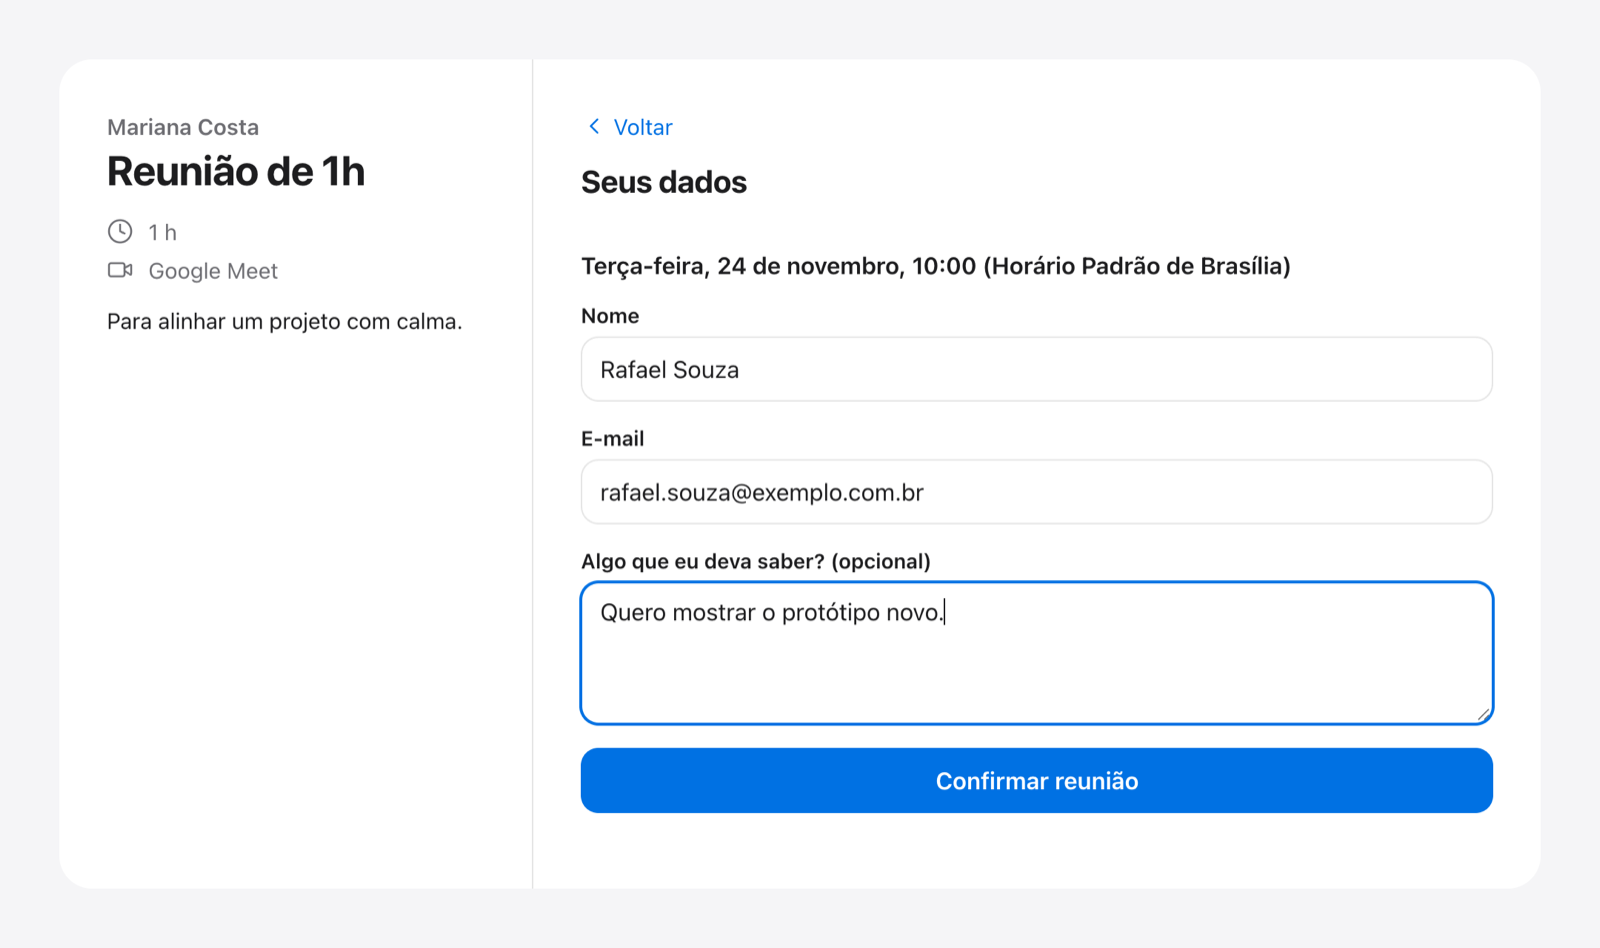 Mariana Costa
Reunião de 1h
1 h
Google Meet
Para alinhar um projeto com calma.
Voltar
Seus dados
Terça-feira, 24 de novembro, 10:00 (Horário Padrão de Brasília)
Nome
Rafael Souza
E-mail
rafael.souza@exemplo.com.br
Algo que eu deva saber? (opcional)
Quero mostrar o protótipo novo.
Confirmar reunião